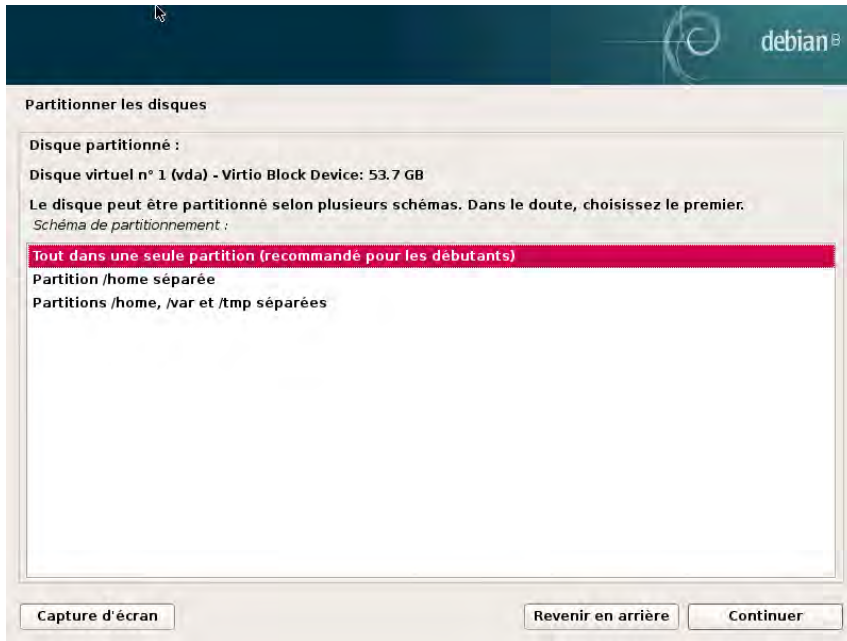 debian 8
Partitionner les disques
Disque partitionné :
Disque virtuel n° 1 (vda) - Virtio Block Device: 53.7 GB
Le disque peut être partitionné selon plusieurs schémas. Dans le doute, choisissez le premier.
Schéma de partitionnement :
Tout dans une seule partition (recommandé pour les débutants)
Partition /home séparée
Partitions /home, /var et /tmp séparées
Capture d'écran
Revenir en arrière
Continuer